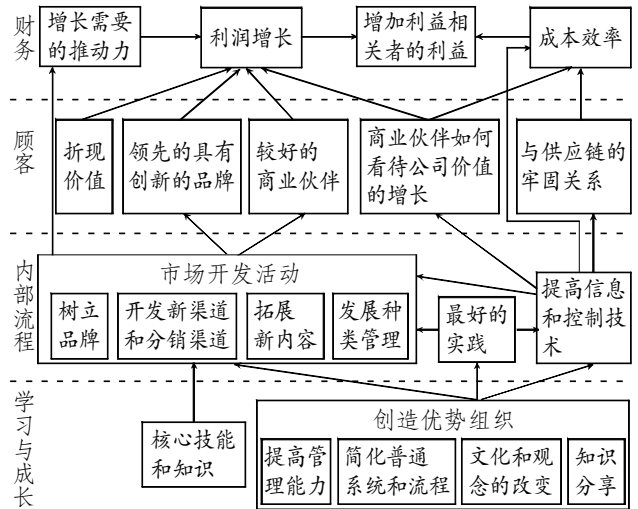 财务
增长需要
的推动力
利润增长
增加利益相
关者的利益
成本效率
顾客
折现
价值
领先的具有
创新的品牌
较好的
商业伙伴
商业伙伴如何
看待公司价值
的增长
与供应链的
牢固关系
内部流程
市场开发活动
树立
品牌
开发新渠道
和分销渠道
拓展
新内容
发展种
类管理
最好的
实践
提高信息
和控制技
术
学习与成长
核心技能
和知识
创造优势组织
提高管
理能力
简化普通
系统和流程
文化和观
念的改变
知识
分享